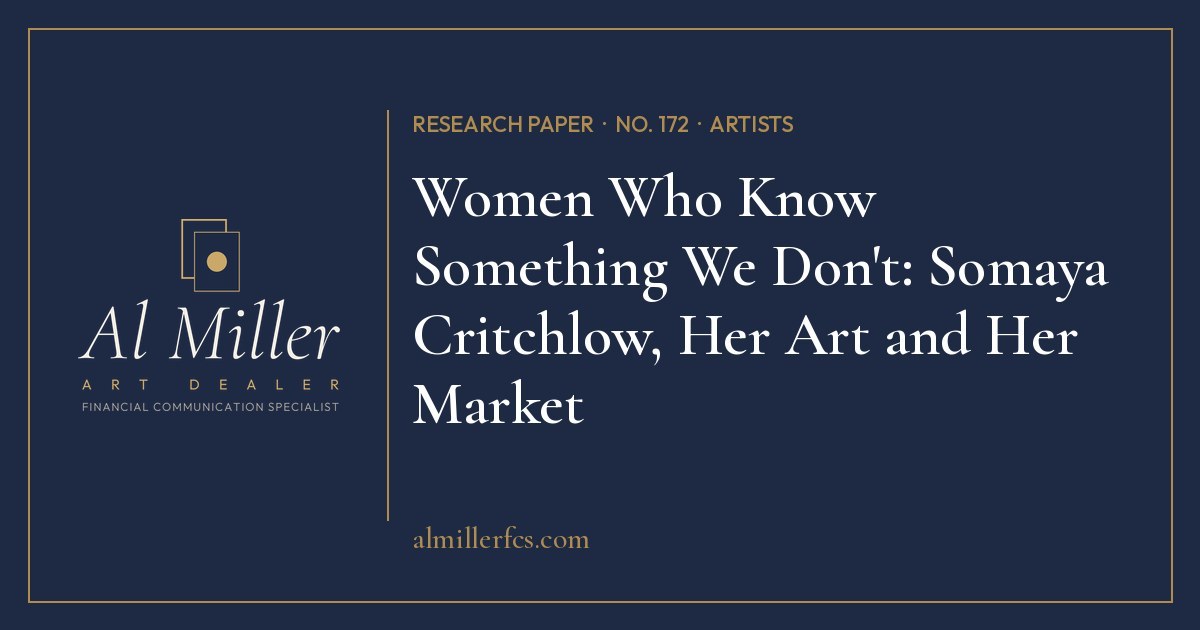 Al Miller
ART DEALER
FINANCIAL COMMUNICATION SPECIALIST
RESEARCH PAPER · NO. 172 · ARTISTS
Women Who Know
Something We Don't: Somaya
Critchlow, Her Art and Her
Market
almillerfcs.com